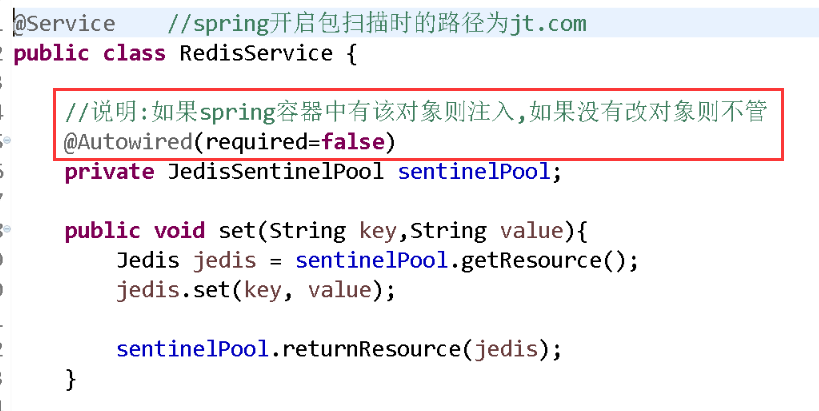 @Service    //spring开启包扫描时的路径为jt.com
public class RedisService {
//说明:如果spring容器中有该对象则注入,如果没有改对象则不管
@Autowired(required=false)
private JedisSentinelPool sentinelPool;
public void set(String key,String value){
Jedis jedis = sentinelPool.getResource();
jedis.set(key, value);
sentinelPool.returnResource(jedis);
}